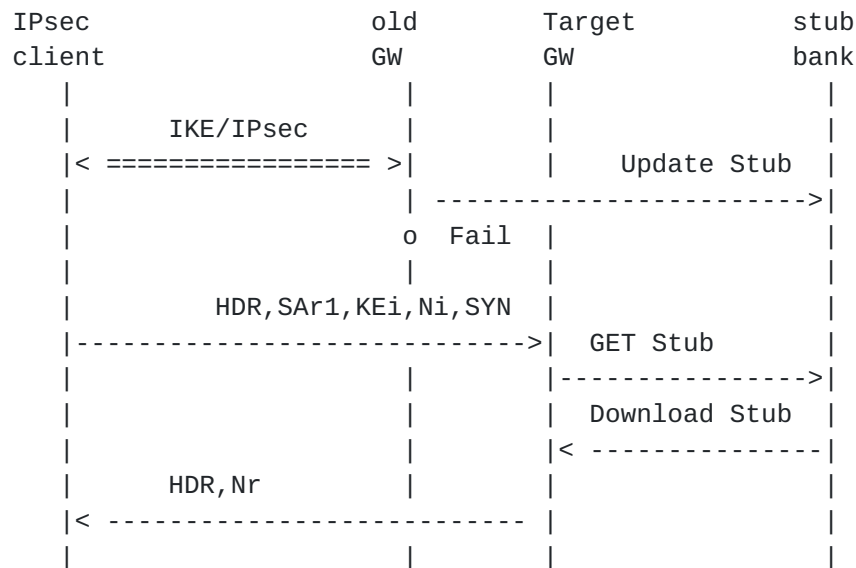 IPsec old Target stub
client GW GW bank
IKE/IPsec
|< ================= >| | Update Stub |
| | ------------------------>|
o Fail
HDR,SAr1,KEi,Ni,SYN
|----------------------------->| GET Stub |
| | |---------------->|
Download Stub
| | |< ---------------|
HDR,Nr
|< --------------------------- | |